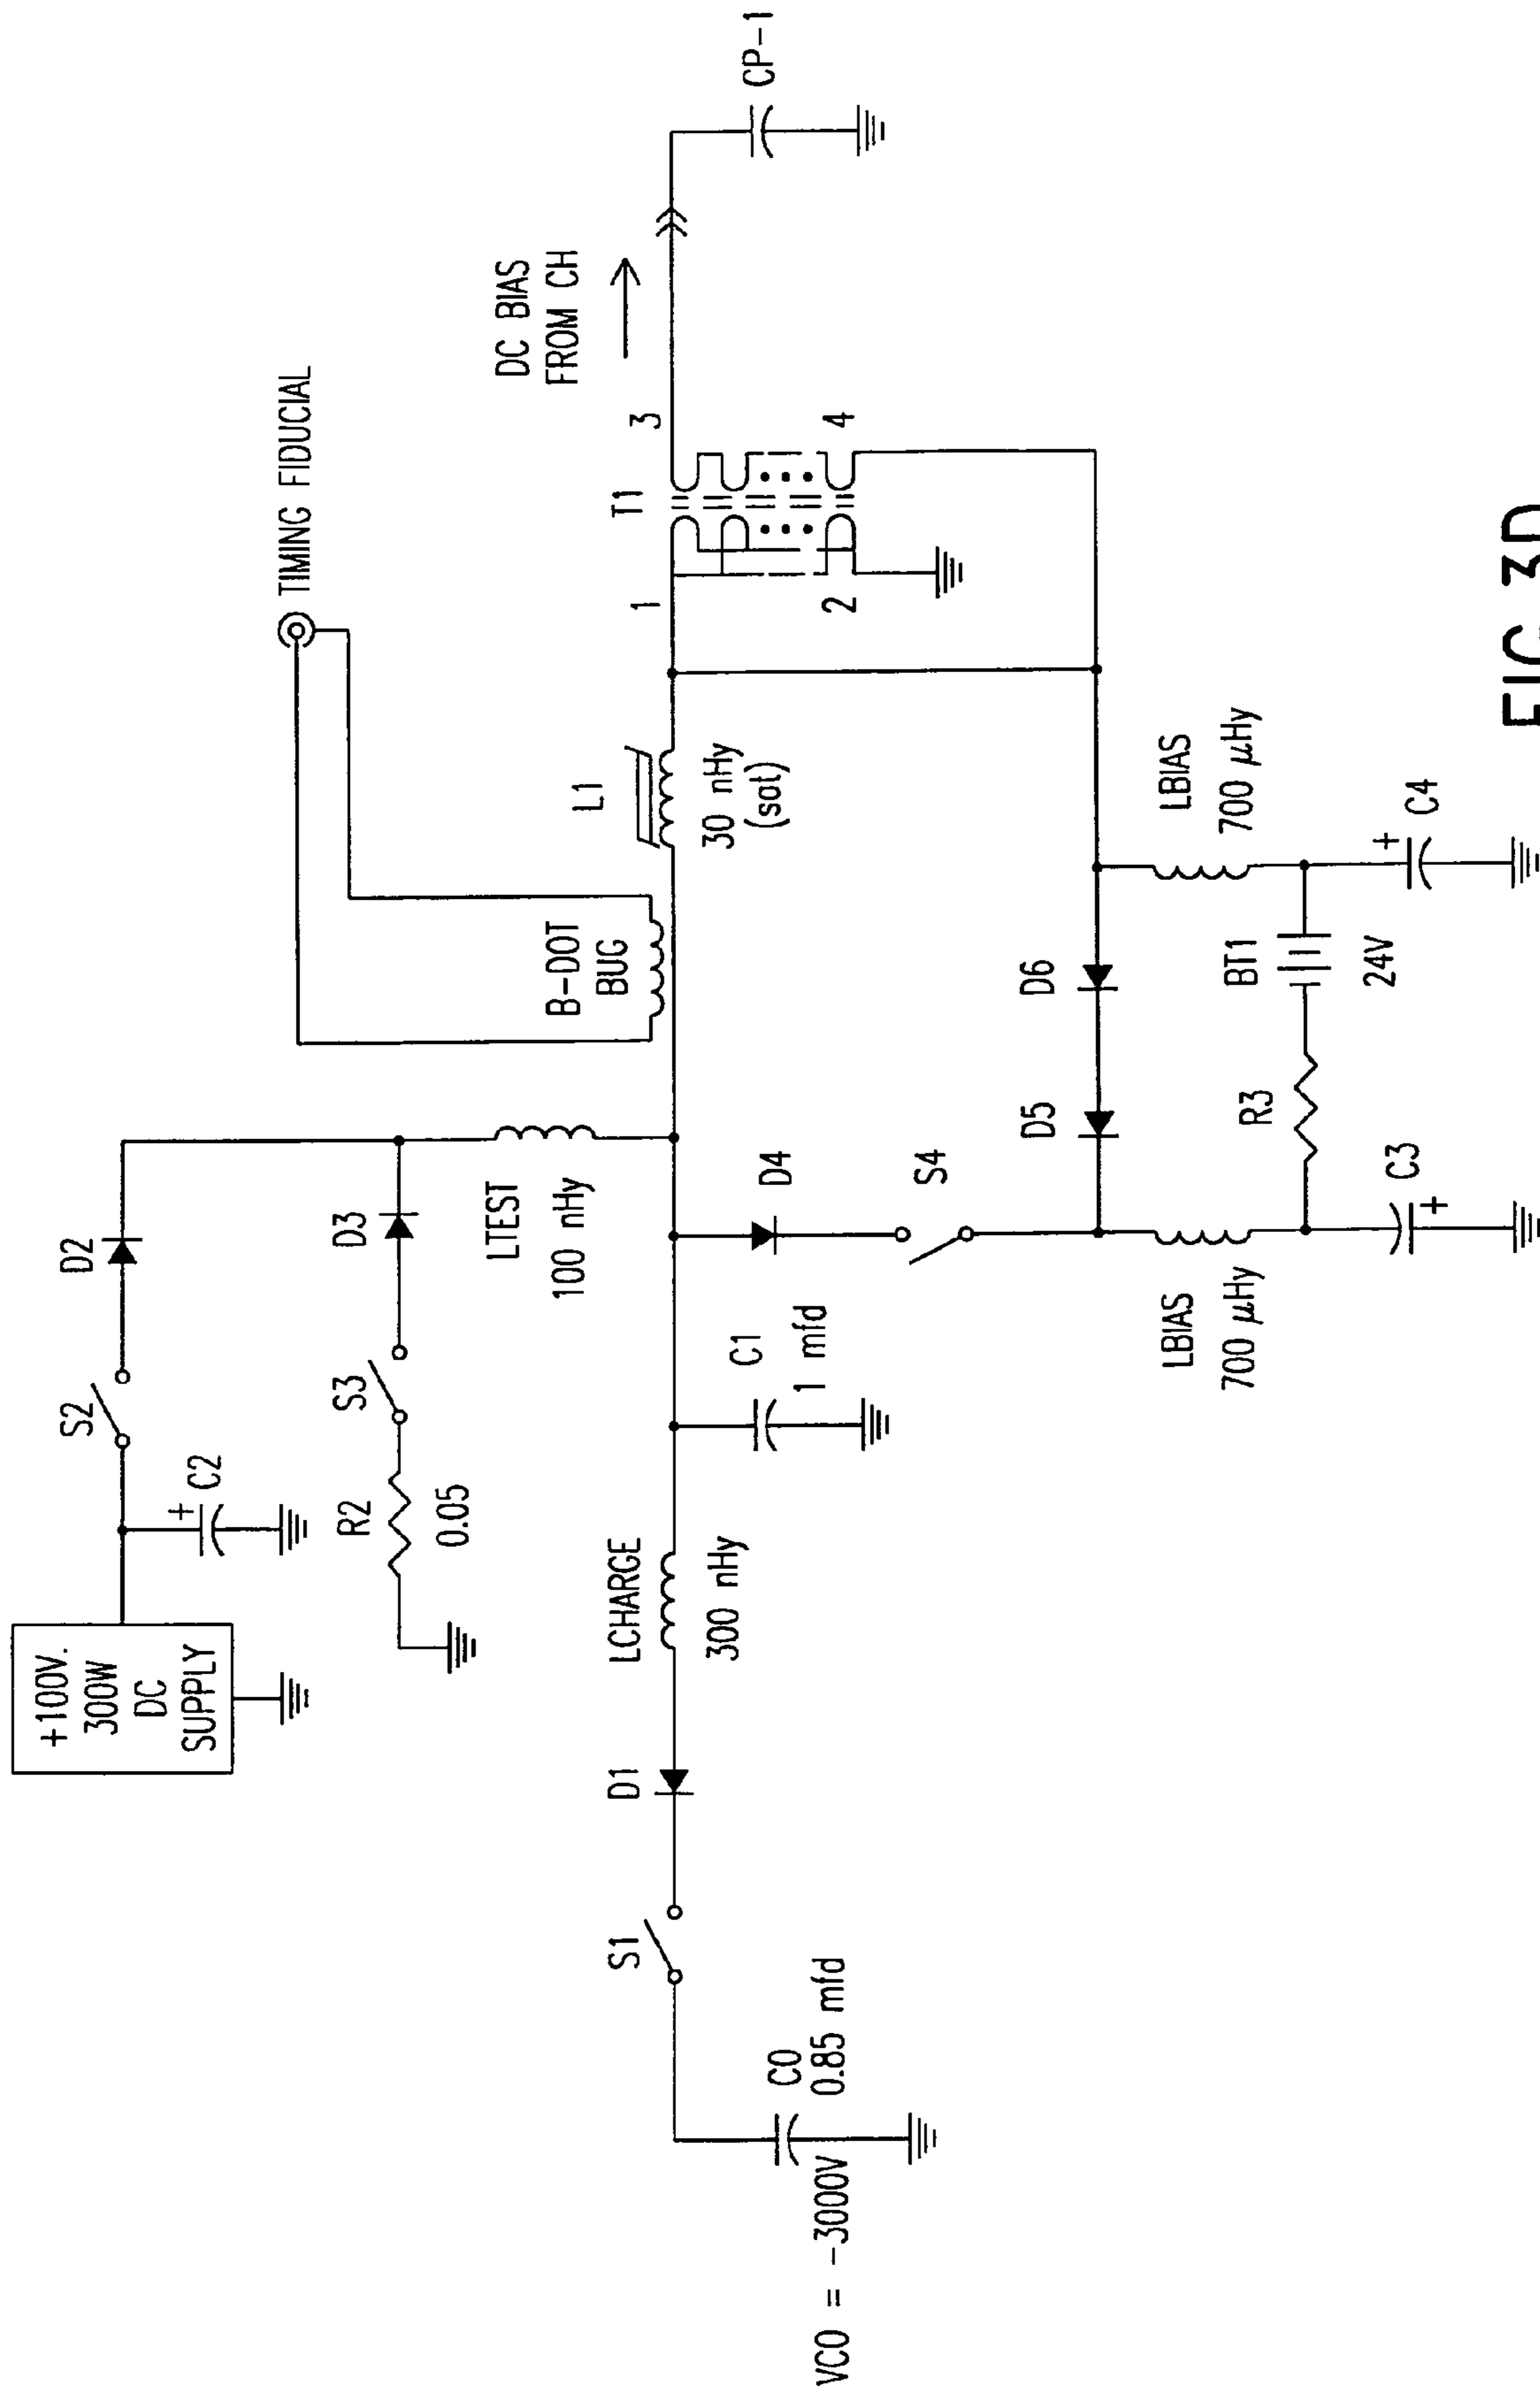 +100V.
300W
DC
SUPPLY
C2
+
S2
D2
R2
0.05
S3
D3
TIMING FIDUCIAL
LTEST
100 nHy
B-DOT
BUG
L1
30 nHy
(sat)
T1
1
2
3
4
DC BIAS
FROM CH
CP-1
VCO = -3000V
C0
0.85 mfd
S1
D1
LCHARGE
300 nHy
C1
1 mfd
D4
S4
D5
D6
LBIAS
700 µHy
LBIAS
700 µHy
R3
BT1
24V
C3
+
C4
+